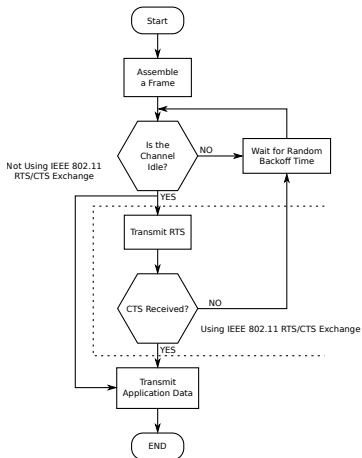 Start
Assemble
a Frame
Is the
Channel
Idle?
NO
Wait for Random
Backoff Time
Not Using IEEE 802.11
RTS/CTS Exchange
YES
Transmit RTS
CTS Received?
NO
Using IEEE 802.11 RTS/CTS Exchange
YES
Transmit
Application Data
END